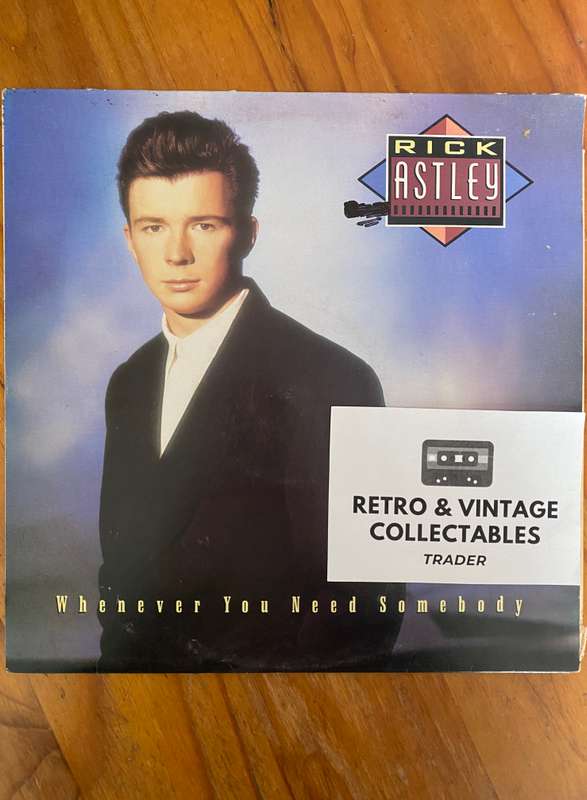 RICK
ASTLEY
RETRO & VINTAGE
COLLECTABLES
TRADER
Whenever You Need Somebody